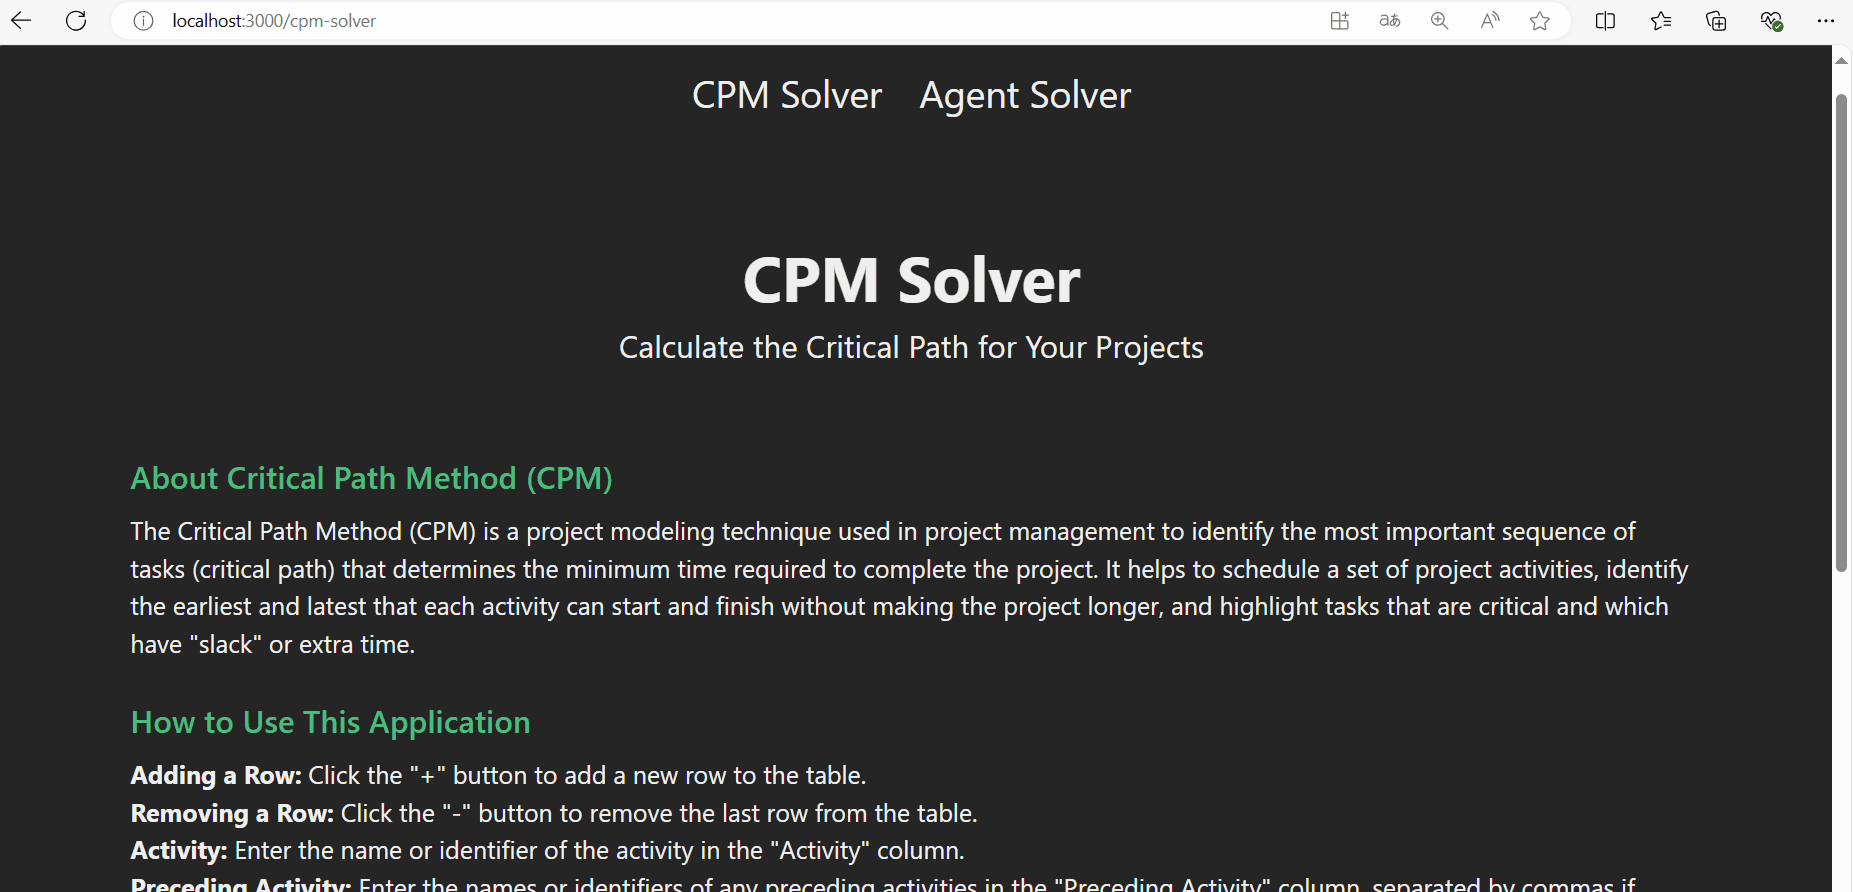 localhost:3000/cpm-solver
CPM Solver Agent Solver
CPM Solver
Calculate the Critical Path for Your Projects
About Critical Path Method (CPM)
The Critical Path Method (CPM) is a project modeling technique used in project management to identify the most important sequence of
tasks (critical path) that determines the minimum time required to complete the project. It helps to schedule a set of project activities, identify
the earliest and latest that each activity can start and finish without making the project longer, and highlight tasks that are critical and which
have "slack" or extra time.
How to Use This Application
Adding a Row: Click the "+" button to add a new row to the table.
Removing a Row: Click the "-" button to remove the last row from the table.
Activity: Enter the name or identifier of the activity in the "Activity" column.
Preceding Activity: Enter the names or identifiers of any preceding activities in the "Preceding Activity" column, separated by commas if